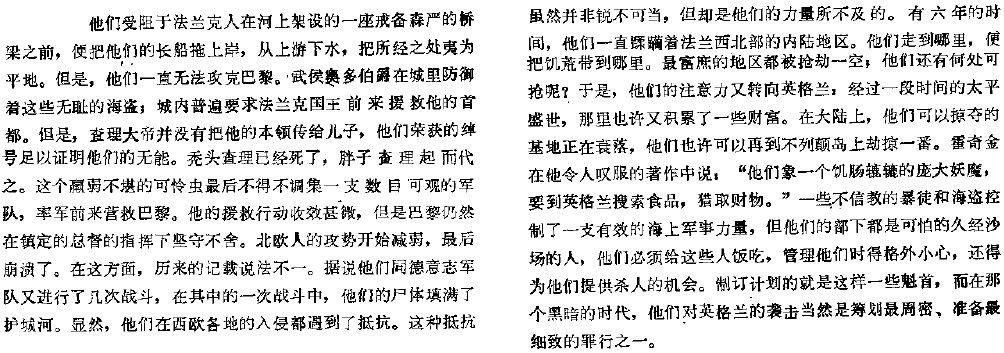 他们受阻于法兰克人在河上架设的一座戒备森严的桥
梁之前，便把他们的长船拖上岸，从上游下水，把所经之处夷为
平地。但是，他们一直无法攻克巴黎。武侯奥多伯爵在城里防御
着这些无耻的海盗；城内普遍要求法兰克国王前来援救他的首
都。但是，查理大帝并没有把他的本领传给儿子，他们荣获的绰
号足以证明他们的无能。秃头查理已经死了，胖子查理起而代
之。这个羸弱不堪的可怜虫最后不得不调集一支数目可观的军
队，率军前来营救巴黎。他的援救行动收效甚微，但是巴黎仍然
在镇定的总督的指挥下坚守不舍。北欧人的攻势开始减弱，最后
崩溃了。在这方面，历来的记载说法不一。据说他们同德意志军
队又进行了几次战斗，在其中的一次战斗中，他们的尸体填满了
护城河。显然，他们在西欧各地的入侵都遇到了抵抗。这种抵抗
虽然并非锐不可当，但却是他们的力量所不及的。有六年的时
间，他们一直蹂躏着法兰西北部的内陆地区。他们走到哪里，便
把饥荒带到哪里。最富庶的地区都被抢劫一空；他们还有何处可
抢呢？于是，他们的注意力又转向英格兰；经过一段时间的太平
盛世，那里也许又积累了一些财富。在大陆上，他们可以掠夺的
基地正在衰落，他们也许可以再到不列颠岛上劫掠一番。霍奇金
在他令人叹服的著作中说：“他们象一个饥肠辘辘的庞大妖魔，
要到英格兰搜索食品，猎取财物。”一些不信教的暴徒和海盗控
制了一支有效的海上军事力量，但他们的部下都是可怕的久经沙
场的人，他们必须给这些人饭吃，管理他们时得格外小心，还得
为他们提供杀人的机会。制订计划的就是这样一些魁首，而在那
个黑暗的时代，他们对英格兰的袭击当然是筹划最周密、准备最
细致的罪行之一。